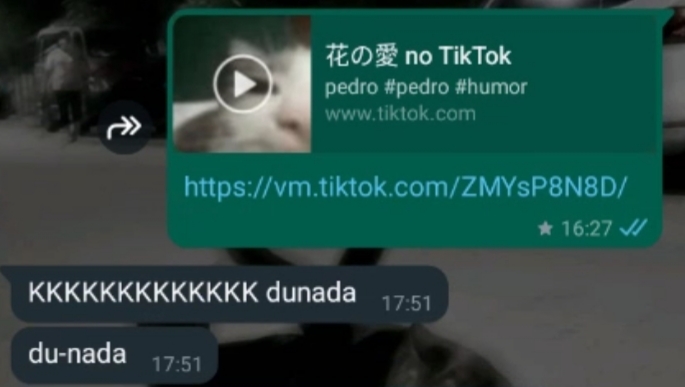 花の愛 no TikTok
pedro #pedro #humor
www.tiktok.com
https://vm.tiktok.com/ZMYsP8N8D/
16:27
KKKKKKKKKKKKK dunada 17:51
du-nada 17:51